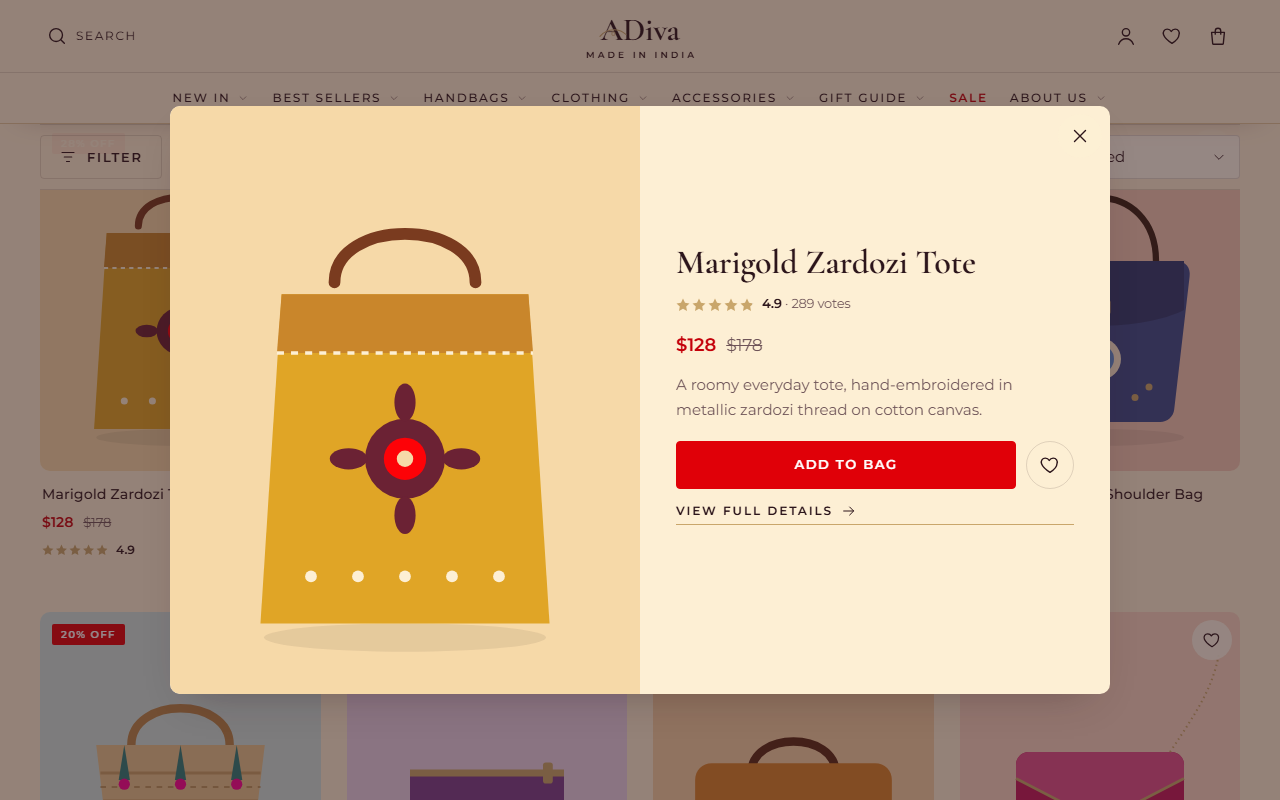 SEARCH
ADiva
MADE IN INDIA
NEW IN
BEST SELLERS
HANDBAGS
CLOTHING
ACCESSORIES
GIFT GUIDE
SALE
ABOUT US
FILTER
Marigold Zardozi Tote
4.9 · 289 votes
$128 $178
A roomy everyday tote, hand-embroidered in
metallic zardozi thread on cotton canvas.
ADD TO BAG
VIEW FULL DETAILS
Marigold Zardozi
$128 $178
4.9
Shoulder Bag
20% OFF